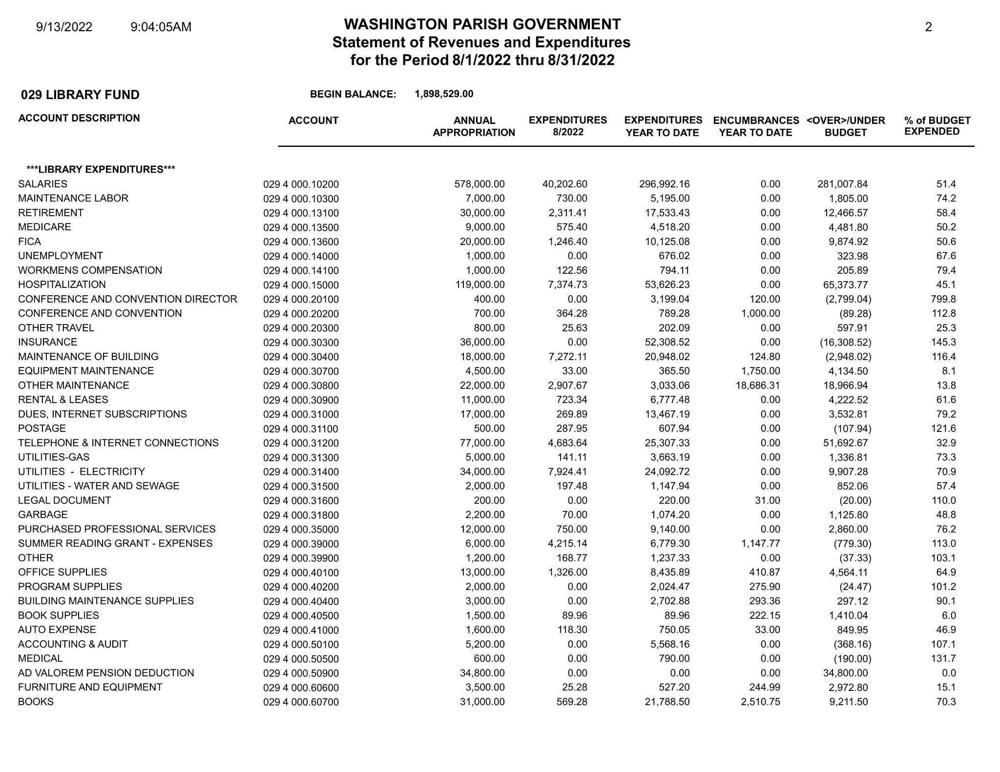 9/13/2022 9:04:05AM WASHINGTON PARISH GOVERNMENT 2
Statement of Revenues and Expenditures
for the Period 8/1/2022 thru 8/31/2022
029 LIBRARY FUND BEGIN BALANCE: 1,898,529.00
ACCOUNT DESCRIPTION ACCOUNT ANNUAL EXPENDITURES EXPENDITURES ENCUMBRANCES <OVER>/UNDER % of BUDGET
APPROPRIATION 8/2022 YEAR TO DATE YEAR TO DATE BUDGET EXPENDED
***LIBRARY EXPENDITURES***
SALARIES 029 4 000.10200 578,000.00 40,202.60 296,992.16 0.00 281,007.84 51.4
MAINTENANCE LABOR 029 4 000.10300 7,000.00 730.00 5,195.00 0.00 1,805.00 74.2
RETIREMENT 029 4 000.13100 30,000.00 2,311.41 17,533.43 0.00 12,466.57 58.4
MEDICARE 029 4 000.13500 9,000.00 575.40 4,518.20 0.00 4,481.80 50.2
FICA 029 4 000.13600 20,000.00 1,246.40 10,125.08 0.00 9,874.92 50.6
UNEMPLOYMENT 029 4 000.14000 1,000.00 0.00 676.02 0.00 323.98 67.6
WORKMENS COMPENSATION 029 4 000.14100 1,000.00 122.56 794.11 0.00 205.89 79.4
HOSPITALIZATION 029 4 000.15000 119,000.00 7,374.73 53,626.23 0.00 65,373.77 45.1
CONFERENCE AND CONVENTION DIRECTOR 029 4 000.20100 400.00 0.00 3,199.04 120.00 (2,799.04) 799.8
CONFERENCE AND CONVENTION 029 4 000.20200 700.00 364.28 789.28 1,000.00 (89.28) 112.8
OTHER TRAVEL 029 4 000.20300 800.00 25.63 202.09 0.00 597.91 25.3
INSURANCE 029 4 000.30300 36,000.00 0.00 52,308.52 0.00 (16,308.52) 145.3
MAINTENANCE OF BUILDING 029 4 000.30400 18,000.00 7,272.11 20,948.02 124.80 (2,948.02) 116.4
EQUIPMENT MAINTENANCE 029 4 000.30700 4,500.00 33.00 365.50 1,750.00 4,134.50 8.1
OTHER MAINTENANCE 029 4 000.30800 22,000.00 2,907.67 3,033.06 18,686.31 18,966.94 13.8
RENTAL & LEASES 029 4 000.30900 11,000.00 723.34 6,777.48 0.00 4,222.52 61.6
DUES, INTERNET SUBSCRIPTIONS 029 4 000.31000 17,000.00 269.89 13,467.19 0.00 3,532.81 79.2
POSTAGE 029 4 000.31100 500.00 287.95 607.94 0.00 (107.94) 121.6
TELEPHONE & INTERNET CONNECTIONS 029 4 000.31200 77,000.00 4,683.64 25,307.33 0.00 51,692.67 32.9
UTILITIES-GAS 029 4 000.31300 5,000.00 141.11 3,663.19 0.00 1,336.81 73.3
UTILITIES - ELECTRICITY 029 4 000.31400 34,000.00 7,924.41 24,092.72 0.00 9,907.28 70.9
UTILITIES - WATER AND SEWAGE 029 4 000.31500 2,000.00 197.48 1,147.94 0.00 852.06 57.4
LEGAL DOCUMENT 029 4 000.31600 200.00 0.00 220.00 31.00 (20.00) 110.0
GARBAGE 029 4 000.31800 2,200.00 70.00 1,074.20 0.00 1,125.80 48.8
PURCHASED PROFESSIONAL SERVICES 029 4 000.35000 12,000.00 750.00 9,140.00 0.00 2,860.00 76.2
SUMMER READING GRANT - EXPENSES 029 4 000.39000 6,000.00 4,215.14 6,779.30 1,147.77 (779.30) 113.0
OTHER 029 4 000.39900 1,200.00 168.77 1,237.33 0.00 (37.33) 103.1
OFFICE SUPPLIES 029 4 000.40100 13,000.00 1,326.00 8,435.89 410.87 4,564.11 64.9
PROGRAM SUPPLIES 029 4 000.40200 2,000.00 0.00 2,024.47 275.90 (24.47) 101.2
BUILDING MAINTENANCE SUPPLIES 029 4 000.40400 3,000.00 0.00 2,702.88 293.36 297.12 90.1
BOOK SUPPLIES 029 4 000.40500 1,500.00 89.96 89.96 222.15 1,410.04 6.0
AUTO EXPENSE 029 4 000.41000 1,600.00 118.30 750.05 33.00 849.95 46.9
ACCOUNTING & AUDIT 029 4 000.50100 5,200.00 0.00 5,568.16 0.00 (368.16) 107.1
MEDICAL 029 4 000.50500 600.00 0.00 790.00 0.00 (190.00) 131.7
AD VALOREM PENSION DEDUCTION 029 4 000.50900 34,800.00 0.00 0.00 0.00 34,800.00 0.0
FURNITURE AND EQUIPMENT 029 4 000.60600 3,500.00 25.28 527.20 244.99 2,972.80 15.1
BOOKS 029 4 000.60700 31,000.00 569.28 21,788.50 2,510.75 9,211.50 70.3